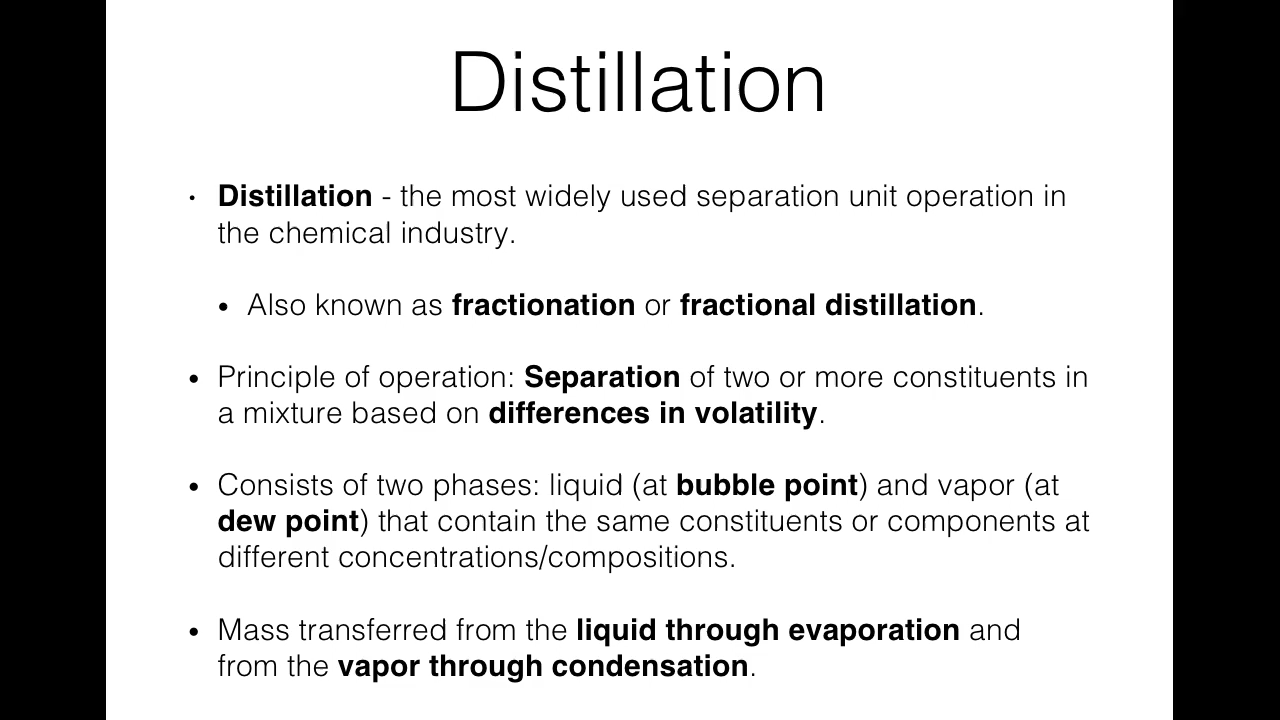 Distillation
• Distillation - the most widely used separation unit operation in
the chemical industry.
• Also known as fractionation or fractional distillation.
• Principle of operation: Separation of two or more constituents in
a mixture based on differences in volatility.
• Consists of two phases: liquid (at bubble point) and vapor (at
dew point) that contain the same constituents or components at
different concentrations/compositions.
• Mass transferred from the liquid through evaporation and
from the vapor through condensation.